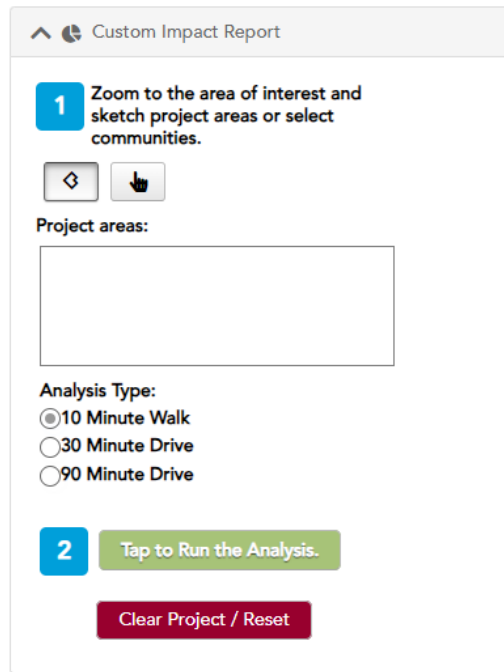 Custom Impact Report
1
Zoom to the area of interest and
sketch project areas or select
communities.
Project areas:
Analysis Type:
10 Minute Walk
30 Minute Drive
90 Minute Drive
2
Tap to Run the Analysis.
Clear Project / Reset